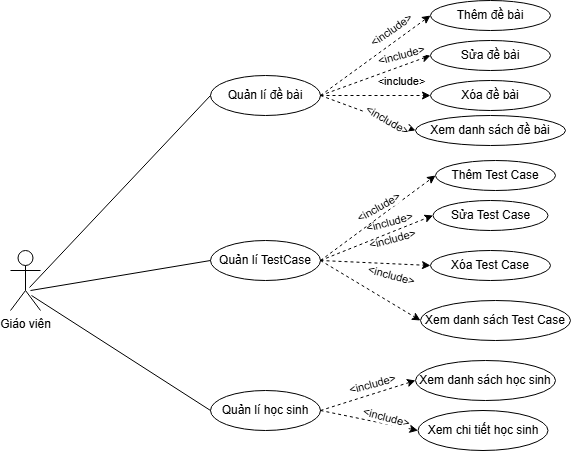 <include>
Thêm đề bài
<include>
Sửa đề bài
Quản lí đề bài
<include>
Xóa đề bài
<include>
Xem danh sách đề bài
<include>
Thêm Test Case
<include>
Sửa Test Case
<include>
Quản lí TestCase
Xóa Test Case
<include>
Xem danh sách Test Case
Giáo viên
<include>
Xem danh sách học sinh
Quản lí học sinh
<include>
Xem chi tiết học sinh